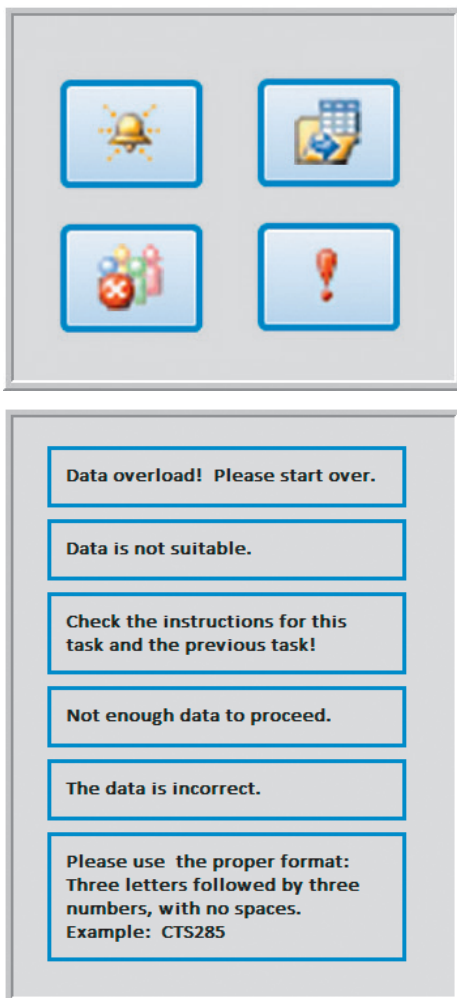 Data overload!  Please start over.
Data is not suitable.
Check the instructions for this
task and the previous task!
Not enough data to proceed.
The data is incorrect.
Please use  the proper format:
Three letters followed by three
numbers, with no spaces.
Example:  CTS285